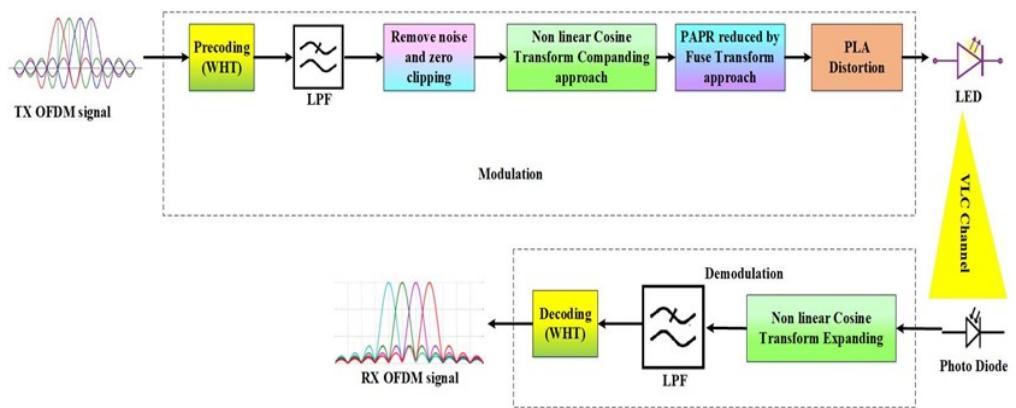 TX OFDM signal
Precoding
(WHT)
LPF
Remove noise
and zero
clipping
Non linear Cosine
Transform Companding
approach
PAPR reduced by
Fuse Transform
approach
PLA
Distortion
LED
Modulation
VLC Channel
Demodulation
RX OFDM signal
Decoding
(WHT)
LPF
Non linear Cosine
Transform Expanding
Photo Diode